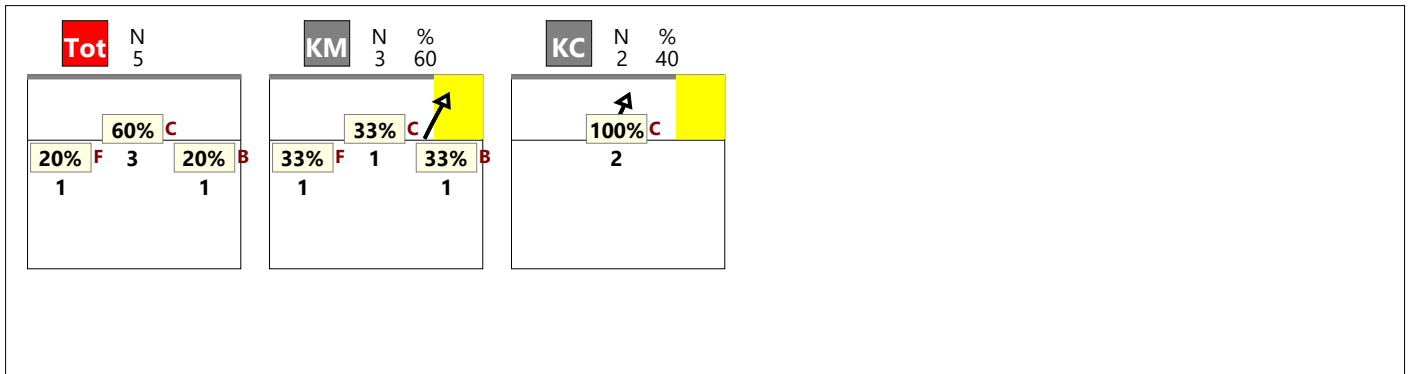 Tot N
5
60% C
20% F 3 20% B
1 1
KM N %
3 60
33% C
33% F 1 33% B
1 1
KC N %
2 40
100% C
2